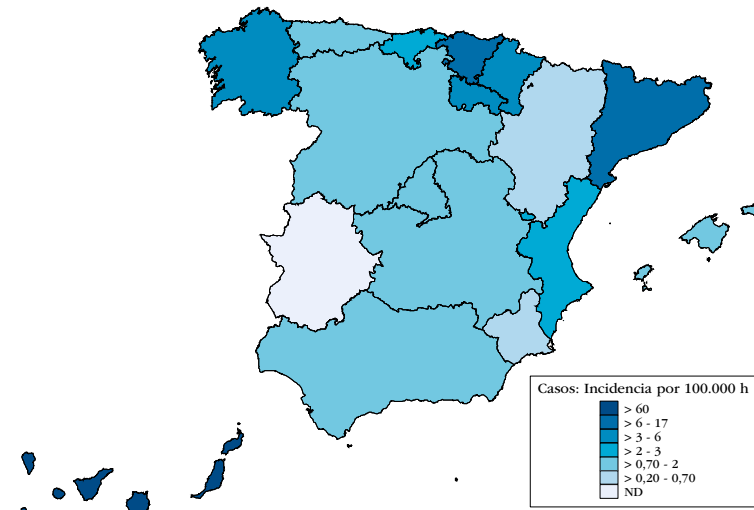 Casos: Incidencia por 100.000 h
> 60
> 6 - 17
> 3 - 6
> 2 - 3
> 0,70 - 2
> 0,20 - 0,70
ND